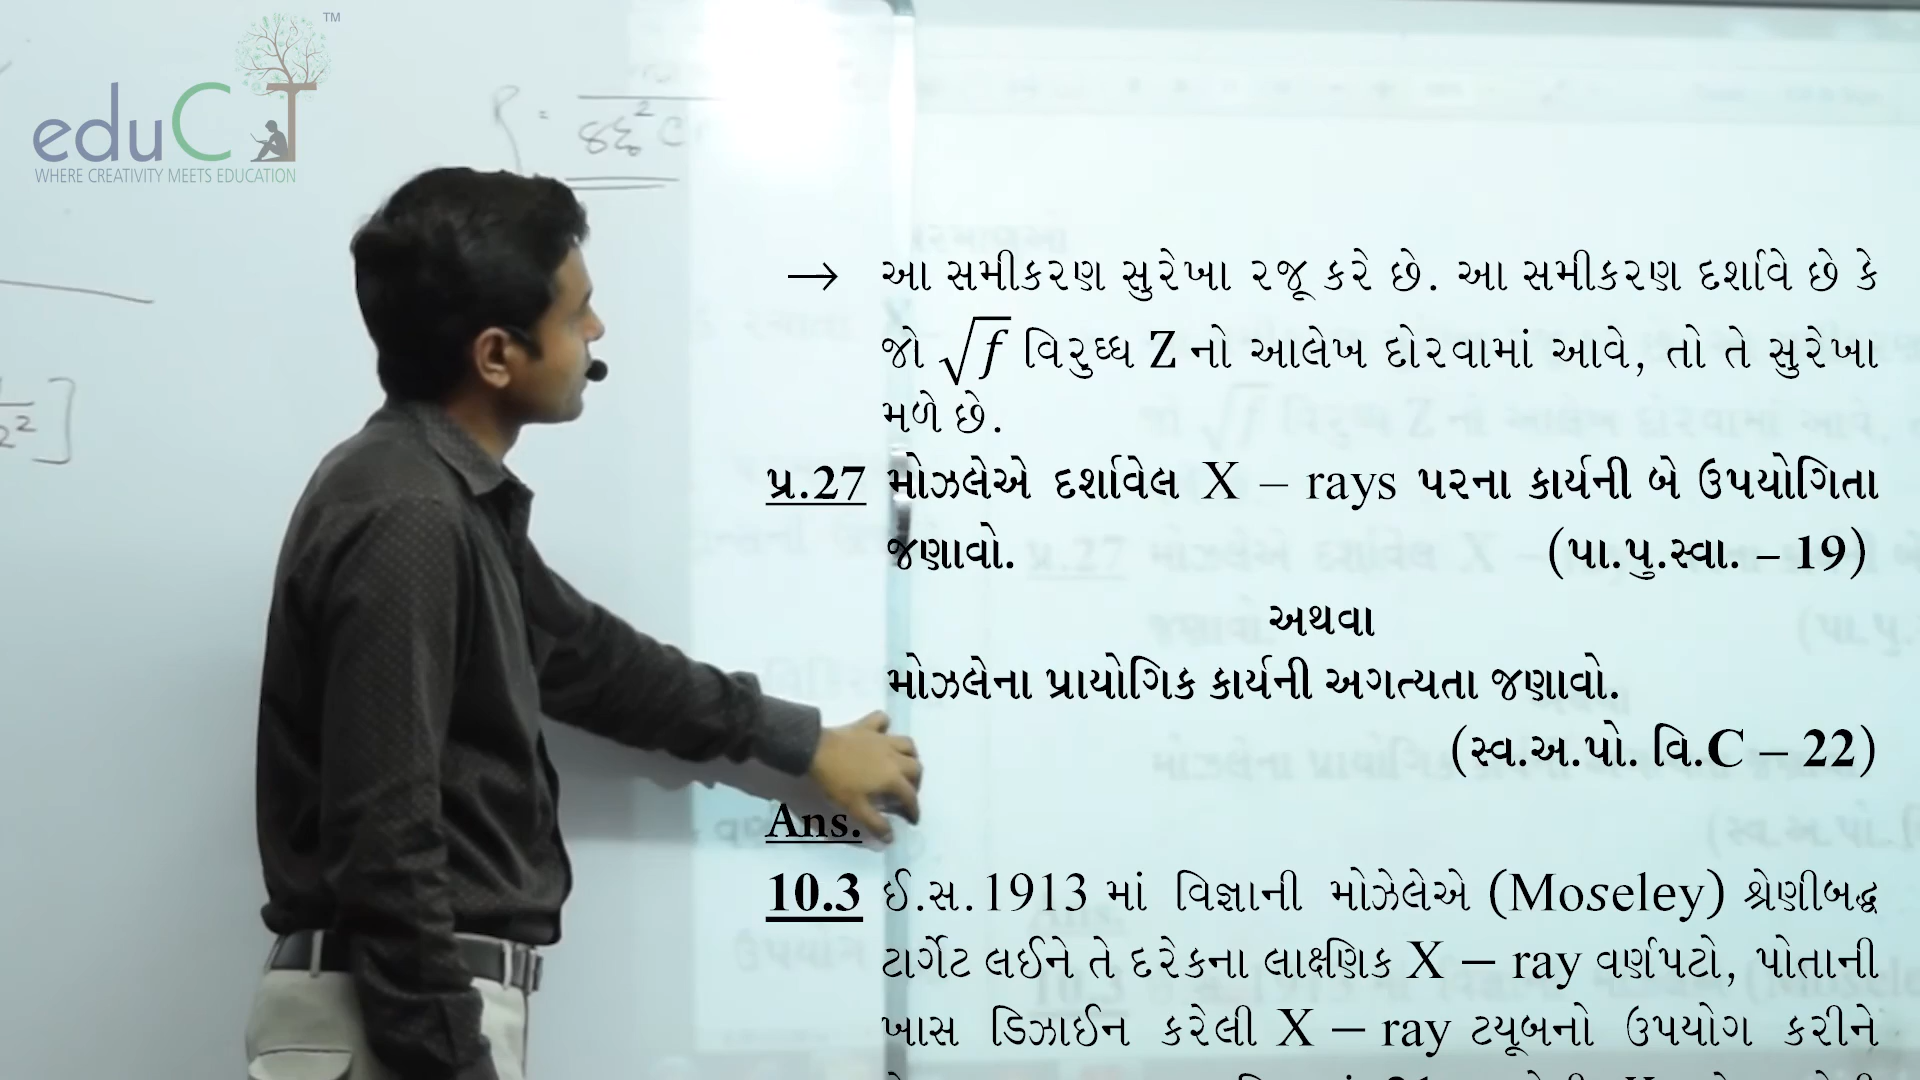 eduCT
TM
WHERE CREATIVITY MEETS EDUCATION
→ આ સમીકરણ સુરેખા રજૂ કરે છે. આ સમીકરણ દર્શાવે છે કે
જો √f વિરુધ્ધ Z નો આલેખ દોરવામાં આવે, તો તે સુરેખા
મળે છે.
પ્ર.27 મોઝલેએ દર્શાવેલ X – rays પરના કાર્યની બે ઉપયોગિતા
જણાવો. (પા.પુ.સ્વા. – 19)
અથવા
મોઝલેના પ્રાયોગિક કાર્યની અગત્યતા જણાવો.
(સ્વ.અ.પો. વિ.C – 22)
Ans.
10.3 ઈ.સ.1913 માં વિજ્ઞાની મોઝેલેએ (Moseley) શ્રેણીબદ્ધ
ટાર્ગેટ લઈને તે દરેકના લાક્ષણિક X – ray વર્ણપટો, પોતાની
ખાસ ડિઝાઈન કરેલી X – ray ટયૂબનો ઉપયોગ કરીને